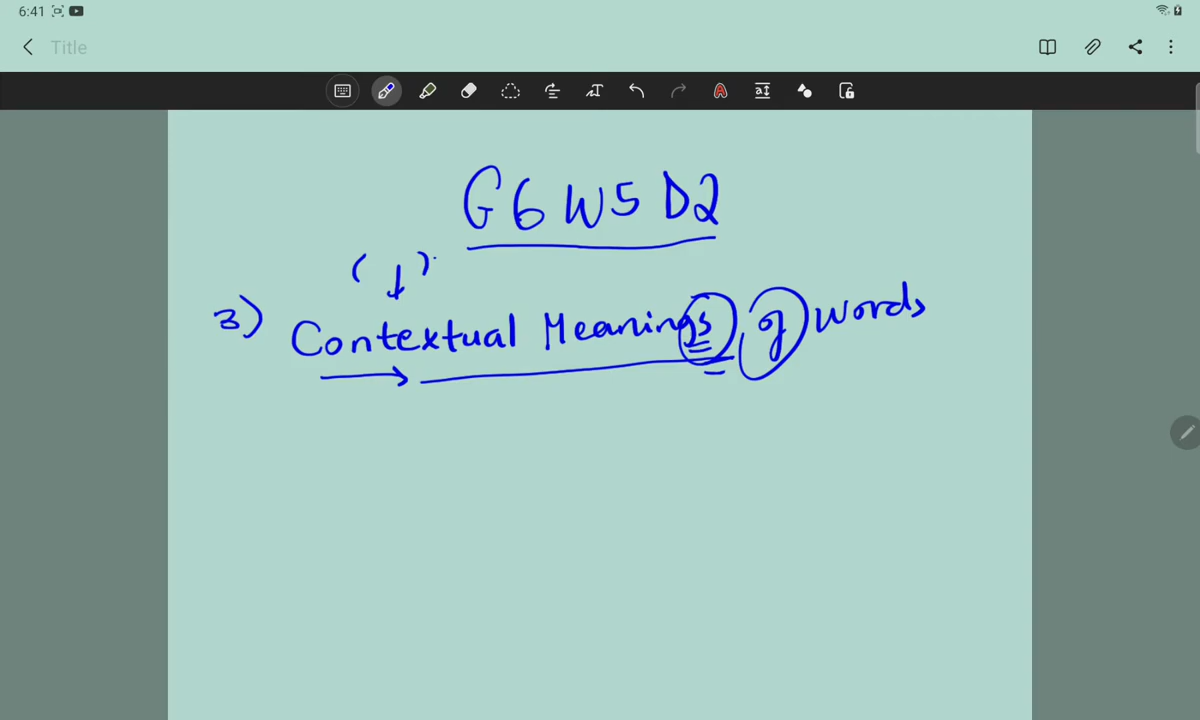 6:41
Title
G6 W5 D2
( ↓ )
3) Contextual Meanings of words